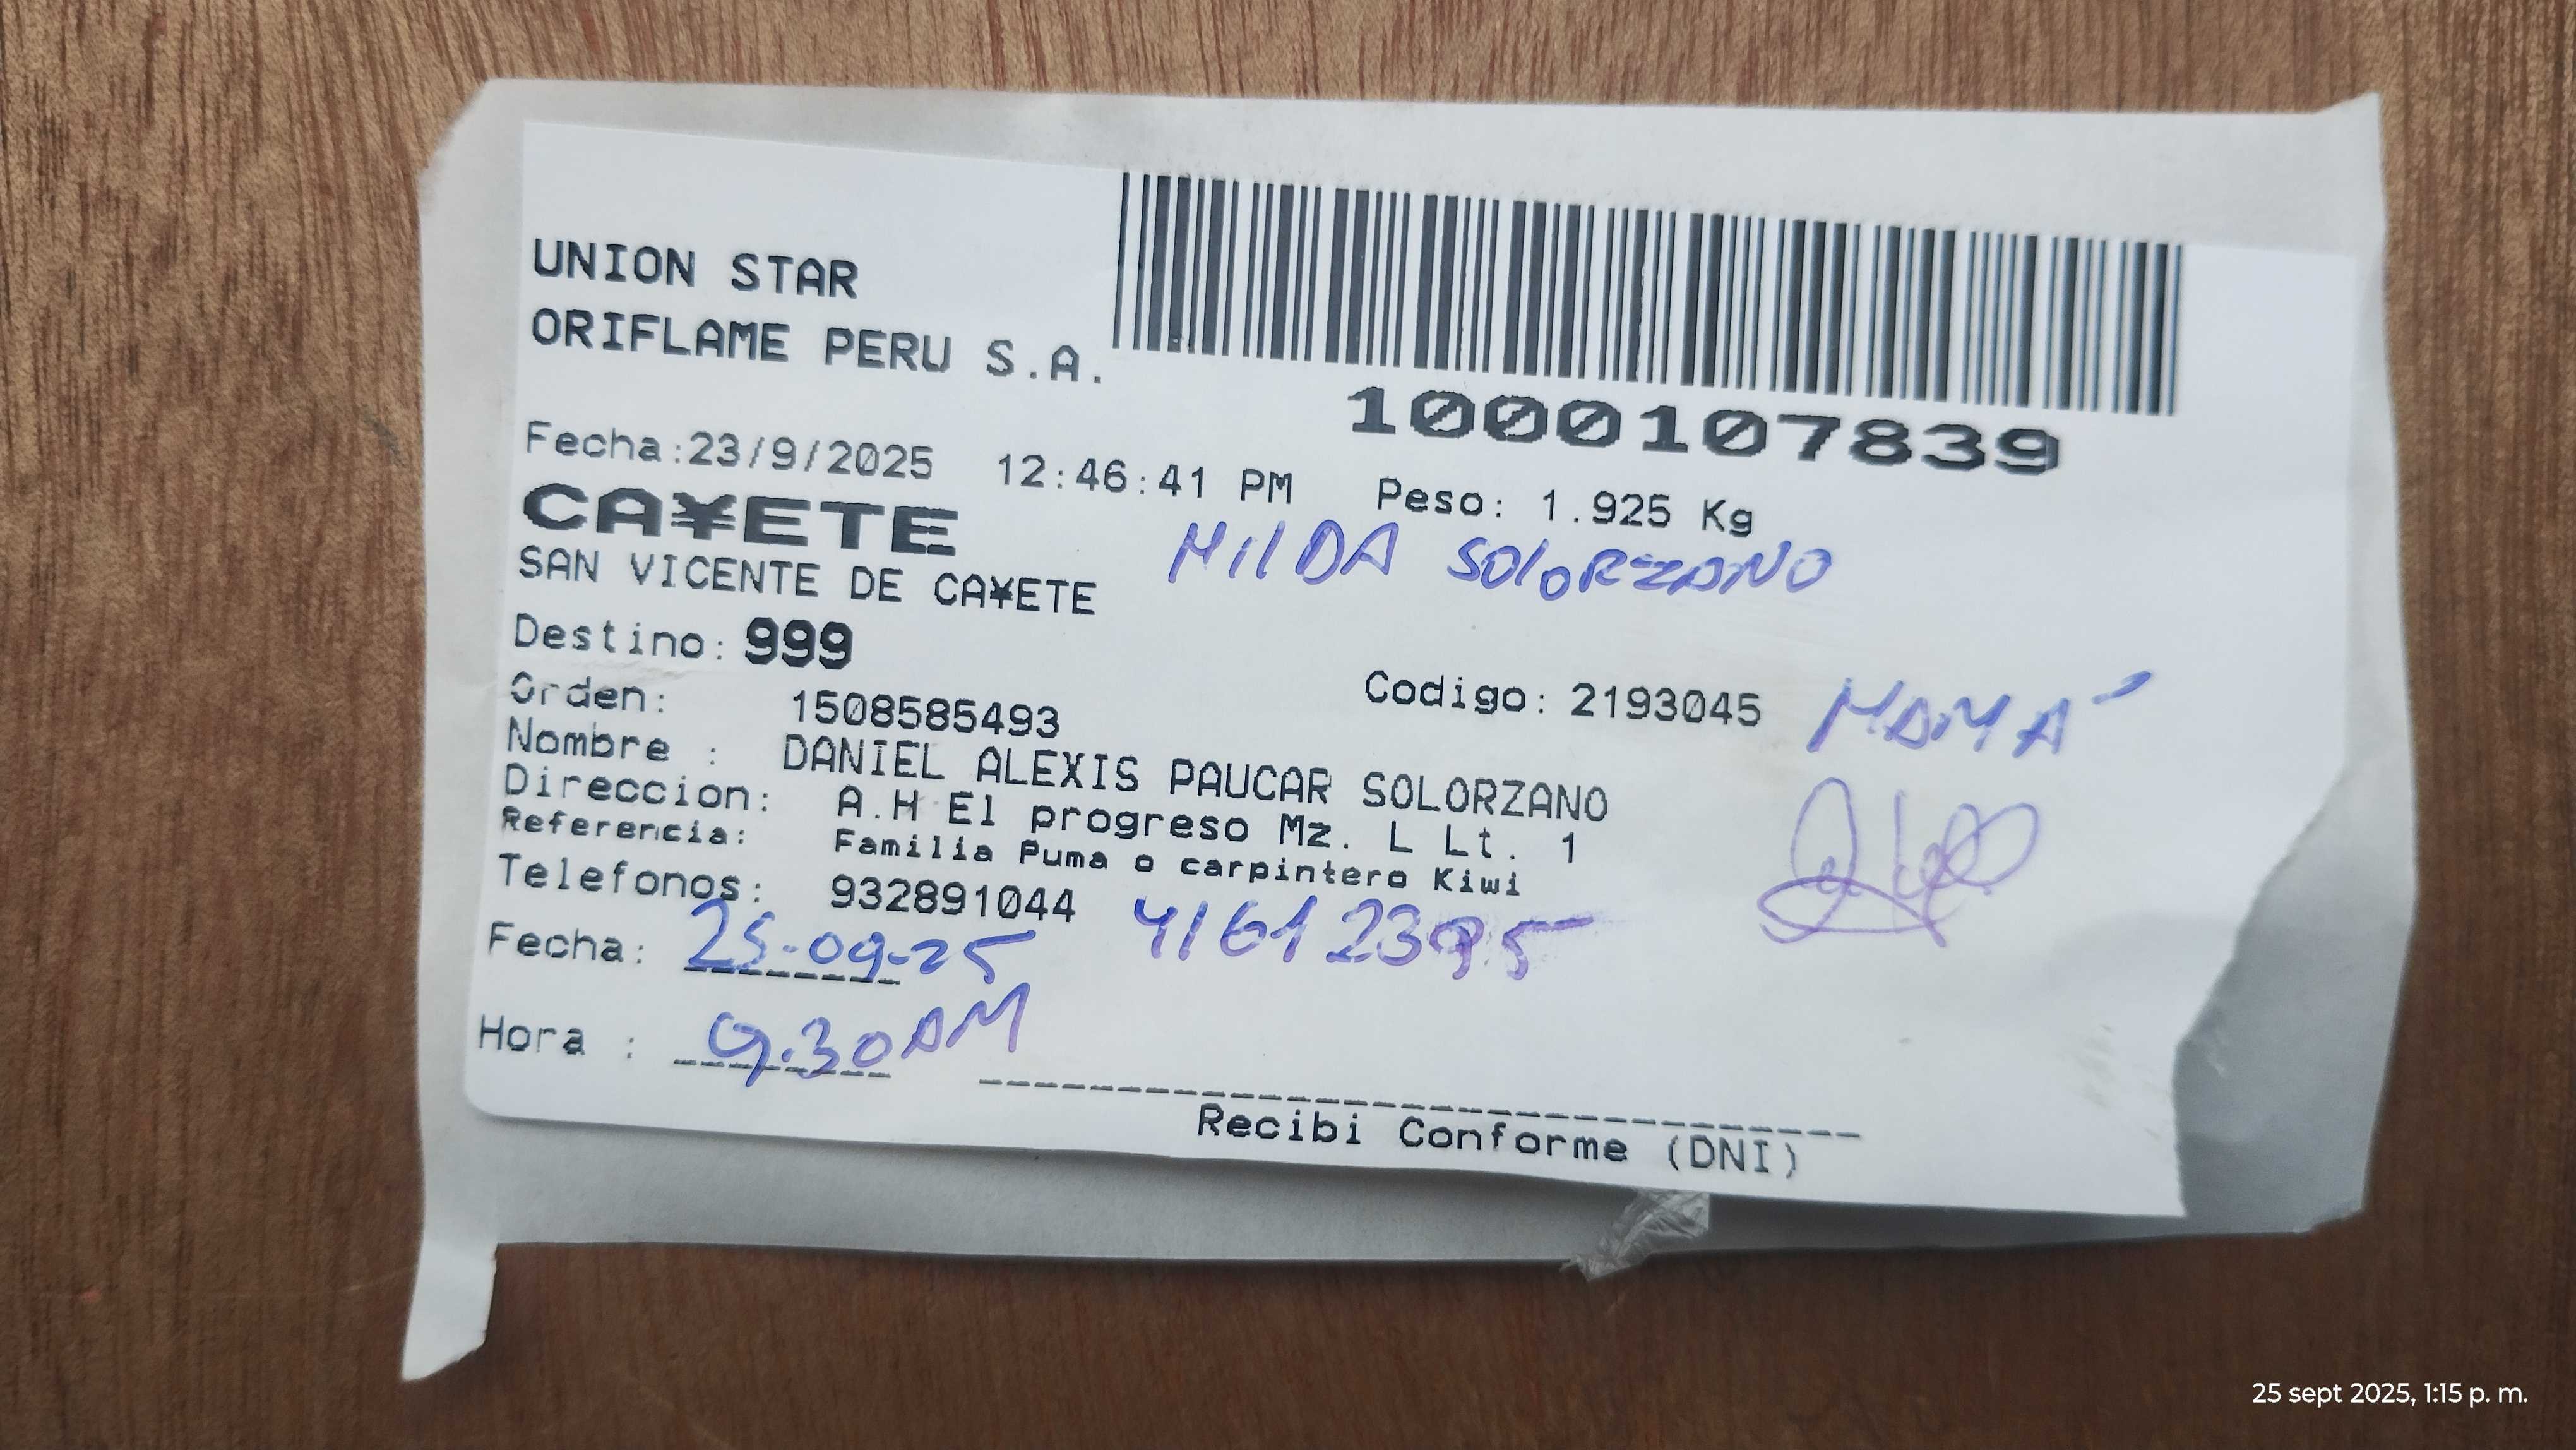 UNION STAR
ORIFLAME PERU S.A.
1000107839
Fecha:23/9/2025 12:46:41 PM Peso: 1.925 Kg
CA¥ETE
HILDA SOLORZANO
SAN VICENTE DE CA¥ETE
Destino: 999
Orden: 1508585493 Codigo: 2193045 MAMÁ
Nombre : DANIEL ALEXIS PAUCAR SOLORZANO
Direccion: A.H El progreso Mz. L Lt. 1
Referencia: Familia Puma o carpintero Kiwi
Telefonos: 932891044
Fecha: 25-09-25 41612395
Hora : 9.30 AM
Recibi Conforme (DNI)
25 sept 2025, 1:15 p. m.